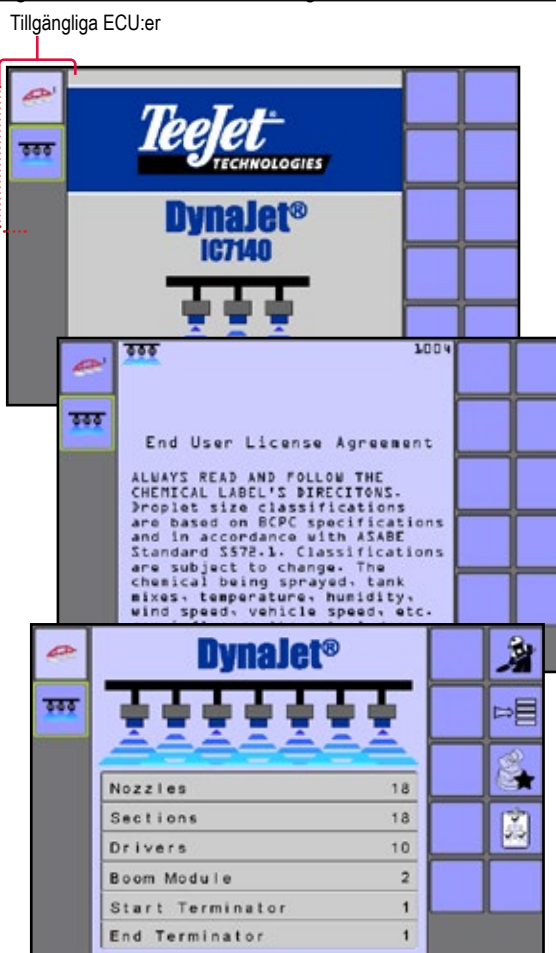 Tillgängliga ECU:er
TeeJet®
TECHNOLOGIES
DynaJet®
IC7140
1004
End User License Agreement
ALWAYS READ AND FOLLOW THE
CHEMICAL LABEL'S DIRECITONS.
Droplet size classifications
are based on BCPC specifications
and in accordance with ASABE
Standard S572.1. Classifications
are subject to change. The
chemical being sprayed, tank
mixes, temperature, humidity,
wind speed, vehicle speed, etc.
DynaJet®
Nozzles 18
Sections 18
Drivers 10
Boom Module 2
Start Terminator 1
End Terminator 1